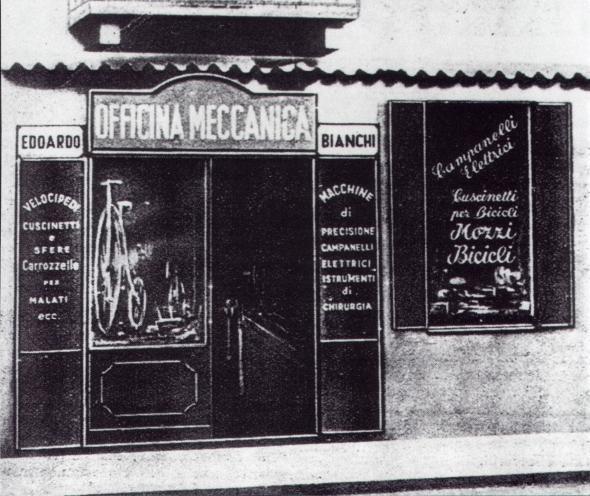 OFFICINA MECCANICA
EDOARDO
BIANCHI
VELOCIPEDI
CUSCINETTI
e
SFERE
Carrozzelle
PER
MALATI
ecc.
MACCHINE
di
PRECISIONE
CAMPANELLI
ELETTRICI
ISTRUMENTI
di
CHIRURGIA
Campanelli
Elettrici
Cuscinetti
per Bicicli
Mozzi
Bicicli